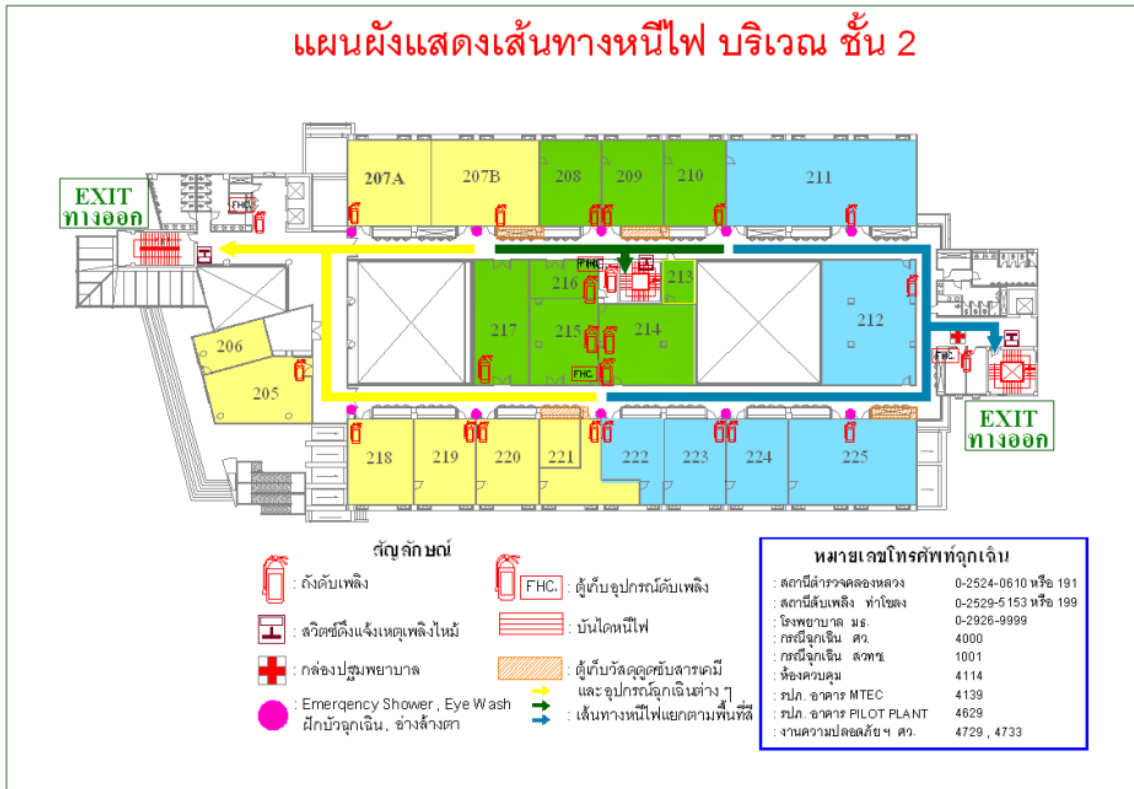 แผนผังแสดงเส้นทางหนีไฟ บริเวณ ชั้น 2
EXIT
ทางออก
FHC.
207A
207B
208
209
210
211
216
FHC.
213
217
215
214
212
FHC.
206
205
FHC.
EXIT
ทางออก
218
219
220
221
222
223
224
225
สัญลักษณ์
: ถังดับเพลิง
FHC. : ตู้เก็บอุปกรณ์ดับเพลิง
: สวิตซ์ดึงแจ้งเหตุเพลิงไหม้
: บันไดหนีไฟ
: กล่องปฐมพยาบาล
: ตู้เก็บวัสดุดูดซับสารเคมี
และอุปกรณ์ฉุกเฉินต่าง ๆ
: Emergency Shower , Eye Wash
ฝักบัวฉุกเฉิน , อ่างล้างตา
: เส้นทางหนีไฟแยกตามพื้นที่สี
หมายเลขโทรศัพท์ฉุกเฉิน
: สถานีตำรวจคลองหลวง 0-2524-0610 หรือ 191
: สถานีดับเพลิง ท่าโขลง 0-2529-5153 หรือ 199
: โรงพยาบาล มธ. 0-2926-9999
: กรณีฉุกเฉิน ศว. 4000
: กรณีฉุกเฉิน สวทช. 1001
: ห้องควบคุม 4114
: รปภ. อาคาร MTEC 4139
: รปภ. อาคาร PILOT PLANT 4629
: งานความปลอดภัยฯ ศว. 4729 , 4733